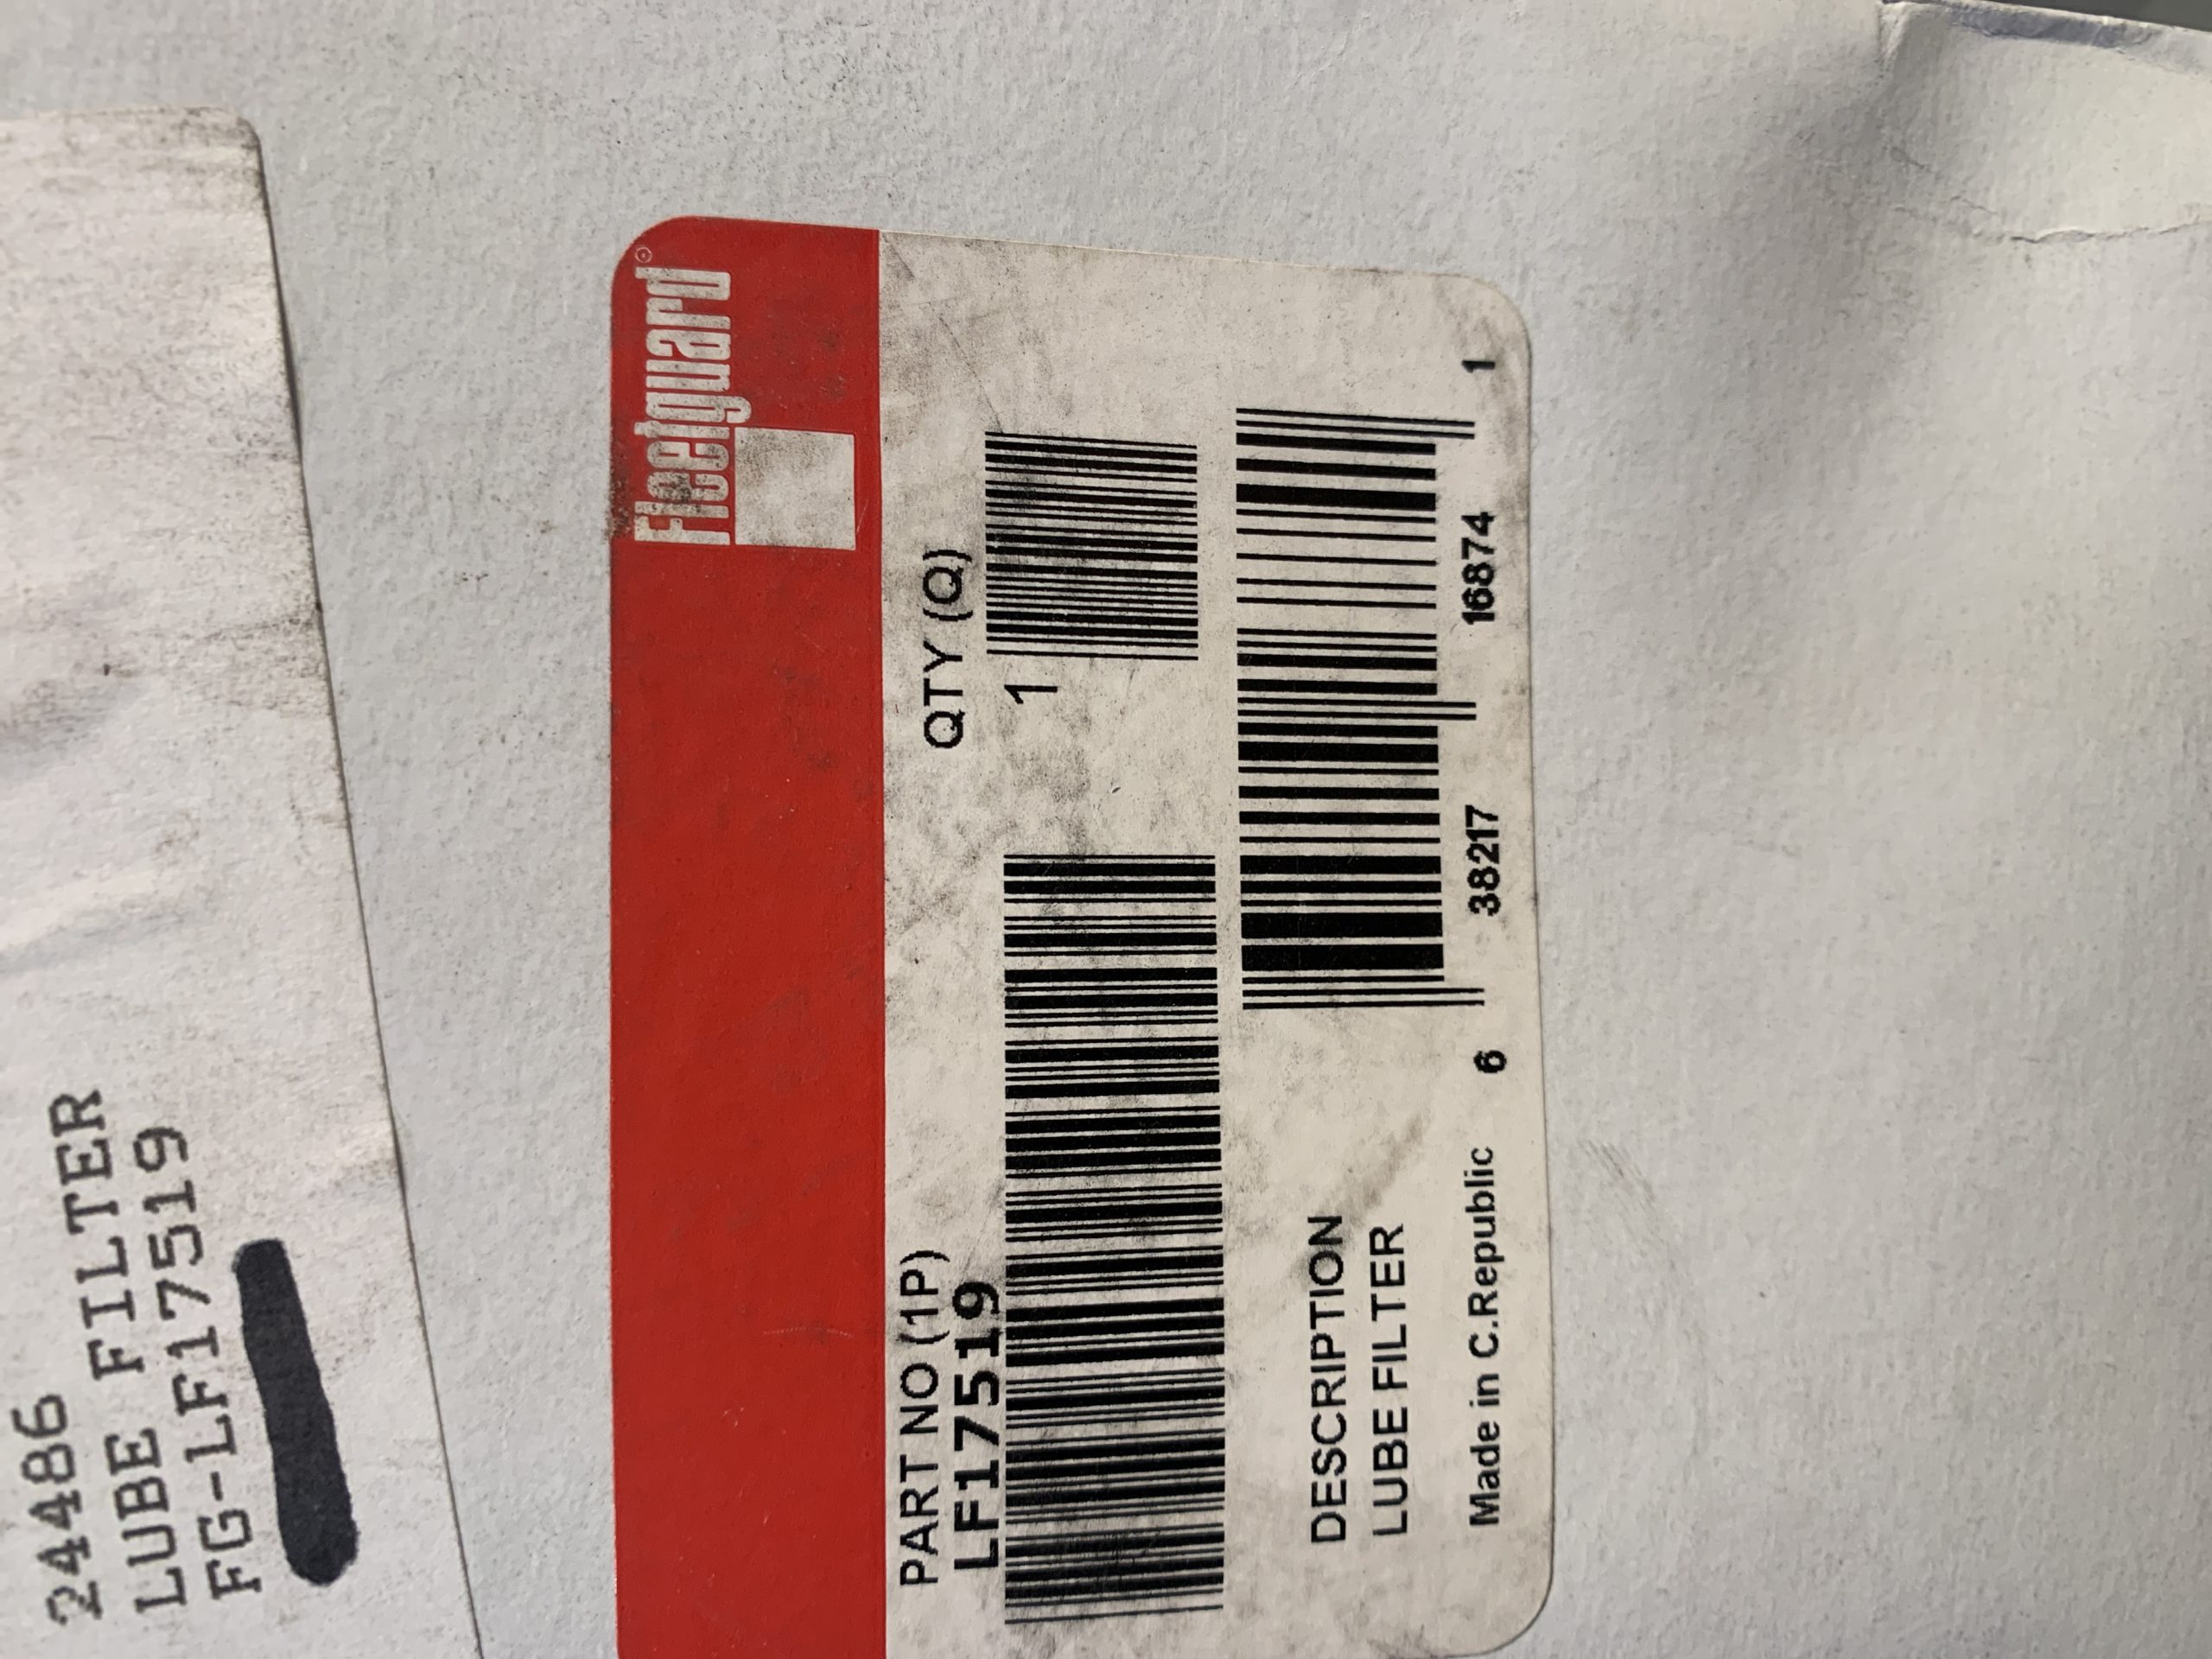 24486
LUBE FILTER
FG-LF17519
Fleetguard®
PART NO (1P)
LF17519
QTY (Q)
1
DESCRIPTION
LUBE FILTER
Made in C.Republic
6 38217 16874 1